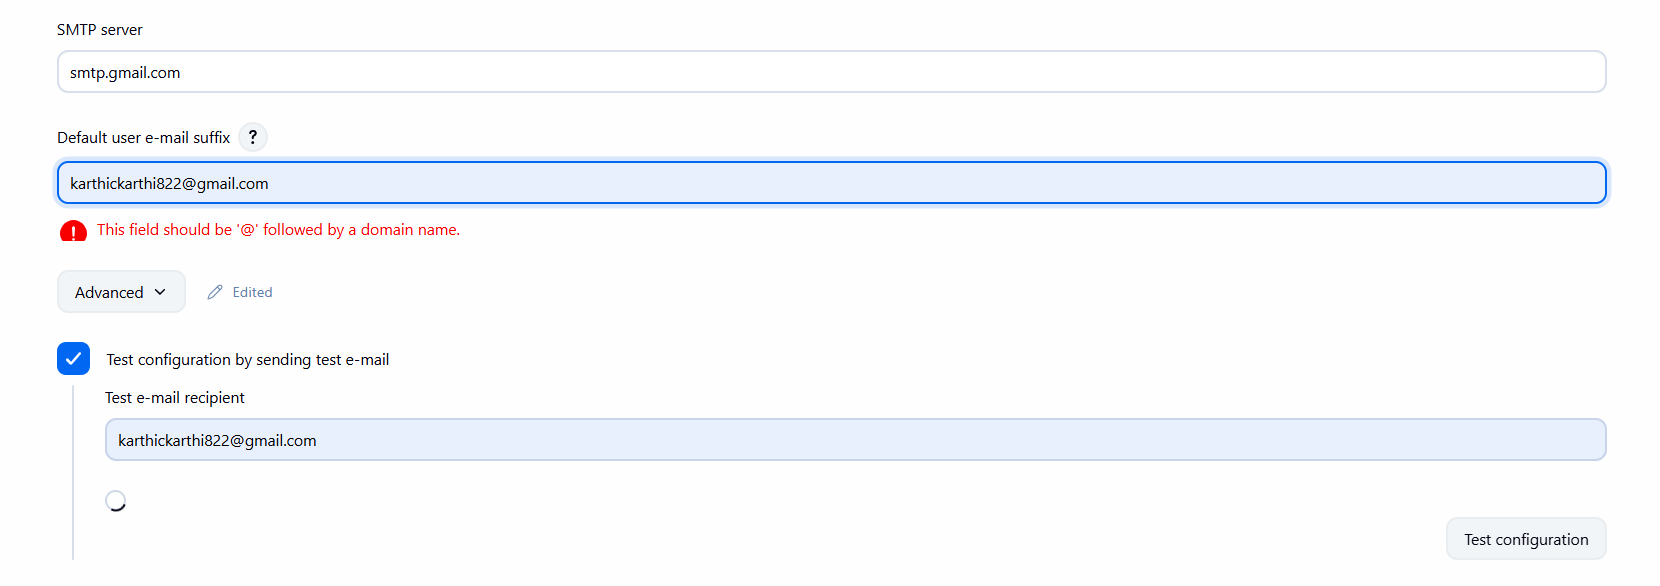 SMTP server
smtp.gmail.com
Default user e-mail suffix ?
karthickarthi822@gmail.com
This field should be '@' followed by a domain name.
Advanced Edited
Test configuration by sending test e-mail
Test e-mail recipient
karthickarthi822@gmail.com
Test configuration